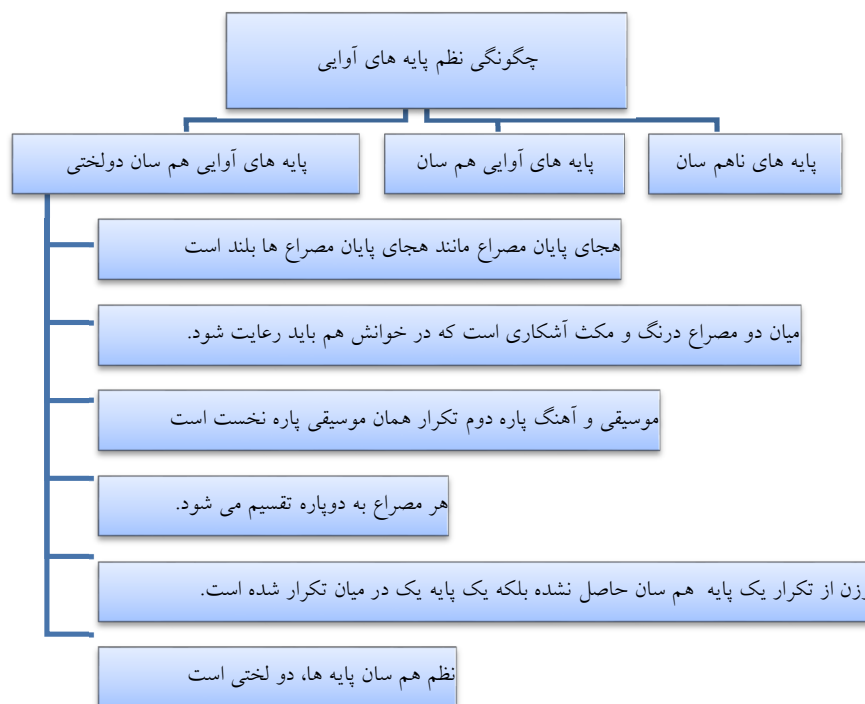 چگونگی نظم پایه های آوایی
پایه های ناهم سان
پایه های آوایی هم سان
پایه های آوایی هم سان دولختی
هجای پایان مصراع مانند هجای پایان مصراع ها بلند است
میان دو مصراع درنگ و مکث آشکاری است که در خوانش هم باید رعایت شود.
موسیقی و آهنگ پاره دوم تکرار همان موسیقی پاره نخست است
هر مصراع به دوپاره تقسیم می شود.
از تکرار یک پایه هم سان حاصل نشده بلکه یک پایه یک در میان تکرار شده است.
نظم هم سان پایه ها، دو لختی است